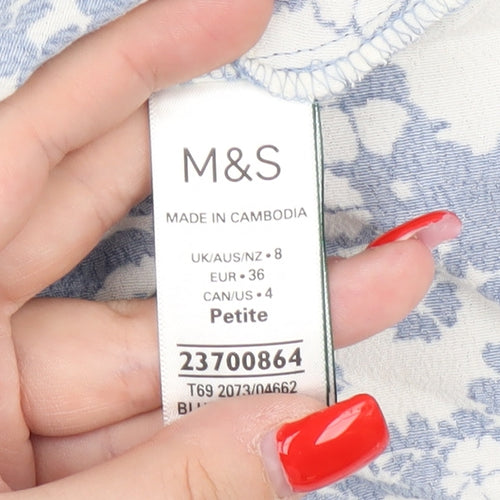 M&S
MADE IN CAMBODIA
UK/AUS/NZ • 8
EUR • 36
CAN/US • 4
Petite
23700864
T69 2073/04662